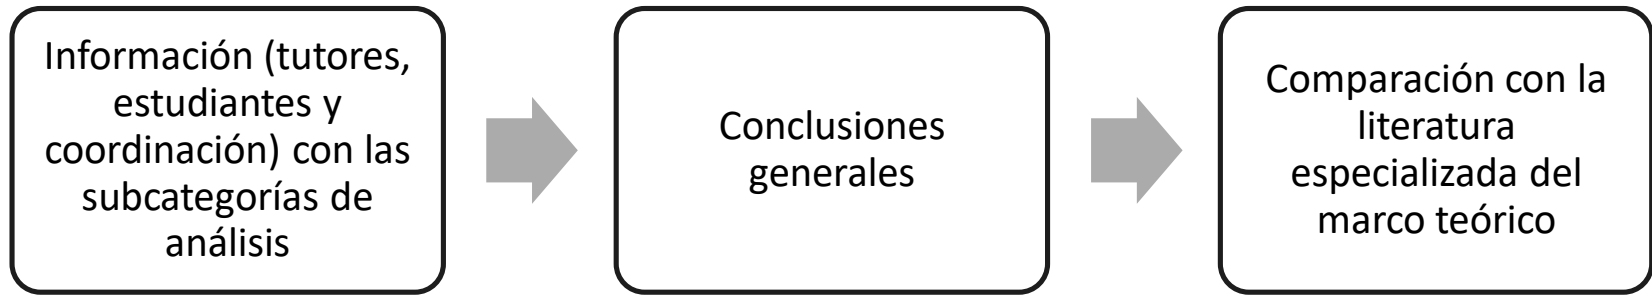 Información (tutores,
estudiantes y
coordinación) con las
subcategorías de
análisis
Conclusiones
generales
Comparación con la
literatura
especializada del
marco teórico